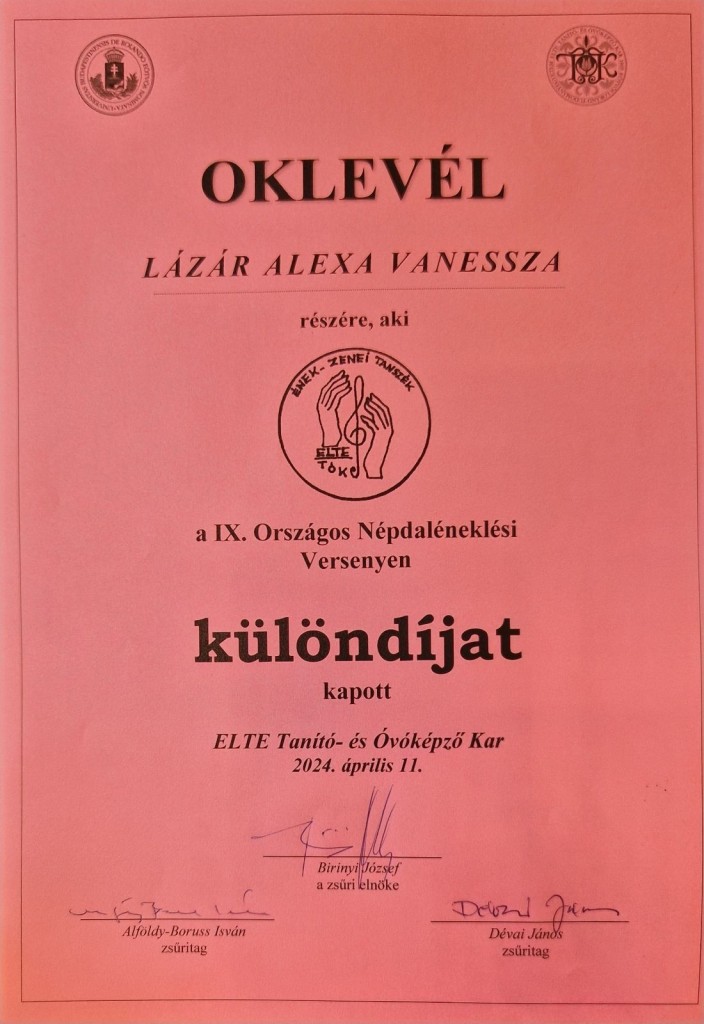 OKLEVÉL
LÁZÁR ALEXA VANESSZA
részére, aki
ÉNEK-ZENEI TANSZÉK
ELTE
TÓK
a IX. Országos Népdaléneklési
Versenyen
különdíjat
kapott
ELTE Tanító- és Óvóképző Kar
2024. április 11.
Birinyi József
a zsűri elnöke
Alföldy-Boruss Isván
zsűritag
Dévai János
zsűritag